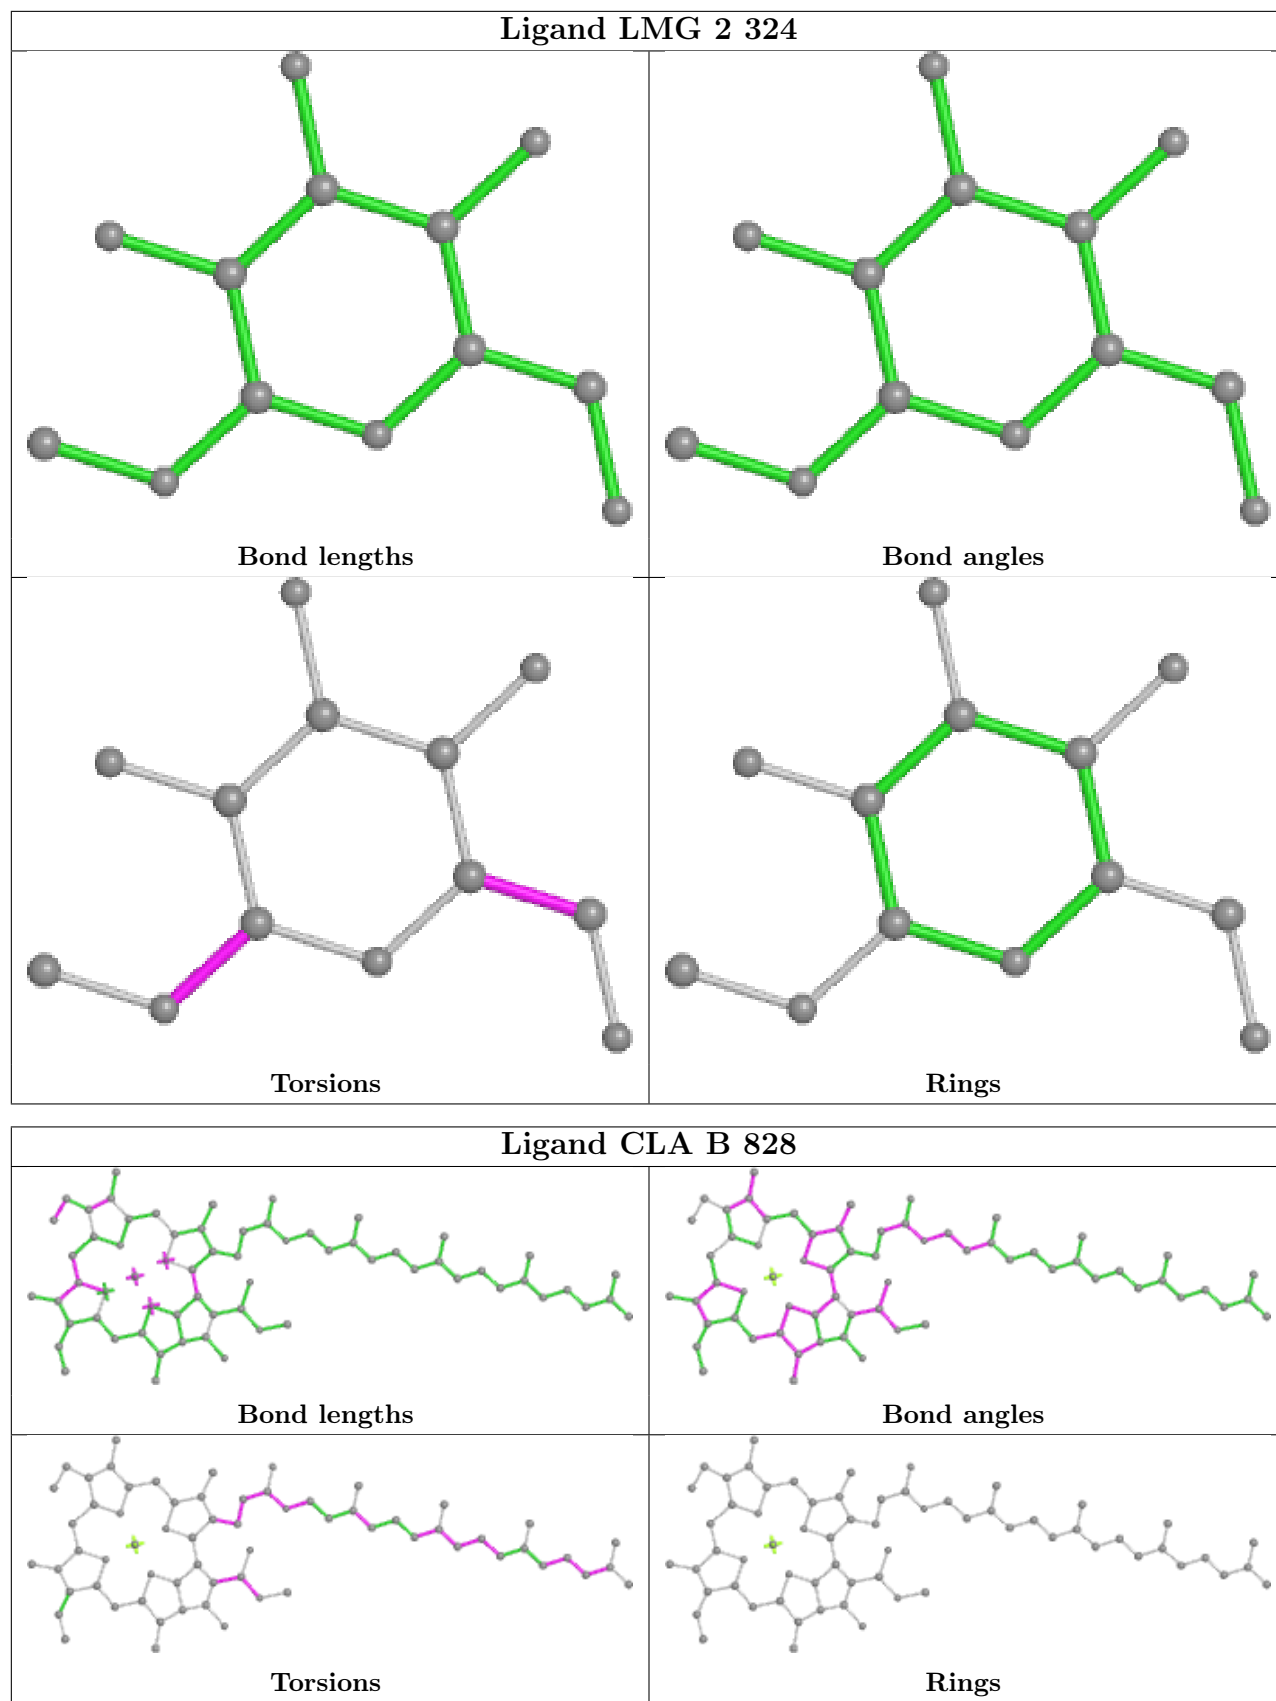 Ligand LMG 2 324
Bond lengths
Bond angles
Torsions
Rings
Ligand CLA B 828
Bond lengths
Bond angles
Torsions
Rings